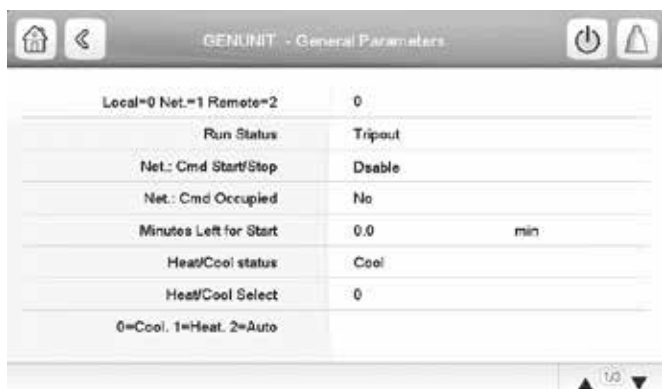 GENUNIT - General Parameters
Local=0 Net.=1 Remote=2 0
Run Status Tripout
Net.: Cmd Start/Stop Dsable
Net.: Cmd Occupied No
Minutes Left for Start 0.0 min
Heat/Cool status Cool
Heat/Cool Select 0
0=Cool. 1=Heat. 2=Auto
1/3